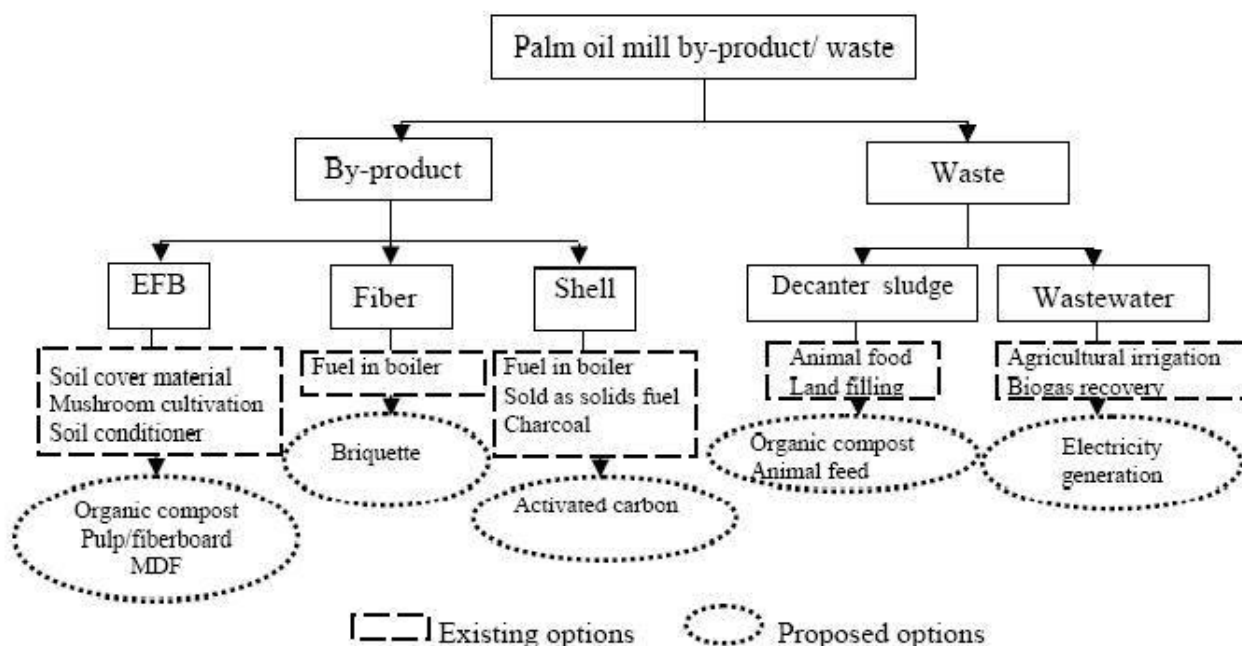 Palm oil mill by-product/ waste
By-product
Waste
EFB
Fiber
Shell
Decanter sludge
Wastewater
Soil cover material
Mushroom cultivation
Soil conditioner
Fuel in boiler
Fuel in boiler
Sold as solids fuel
Charcoal
Animal food
Land filling
Agricultural irrigation
Biogas recovery
Organic compost
Pulp/fiberboard
MDF
Briquette
Activated carbon
Organic compost
Animal feed
Electricity
generation
Existing options
Proposed options